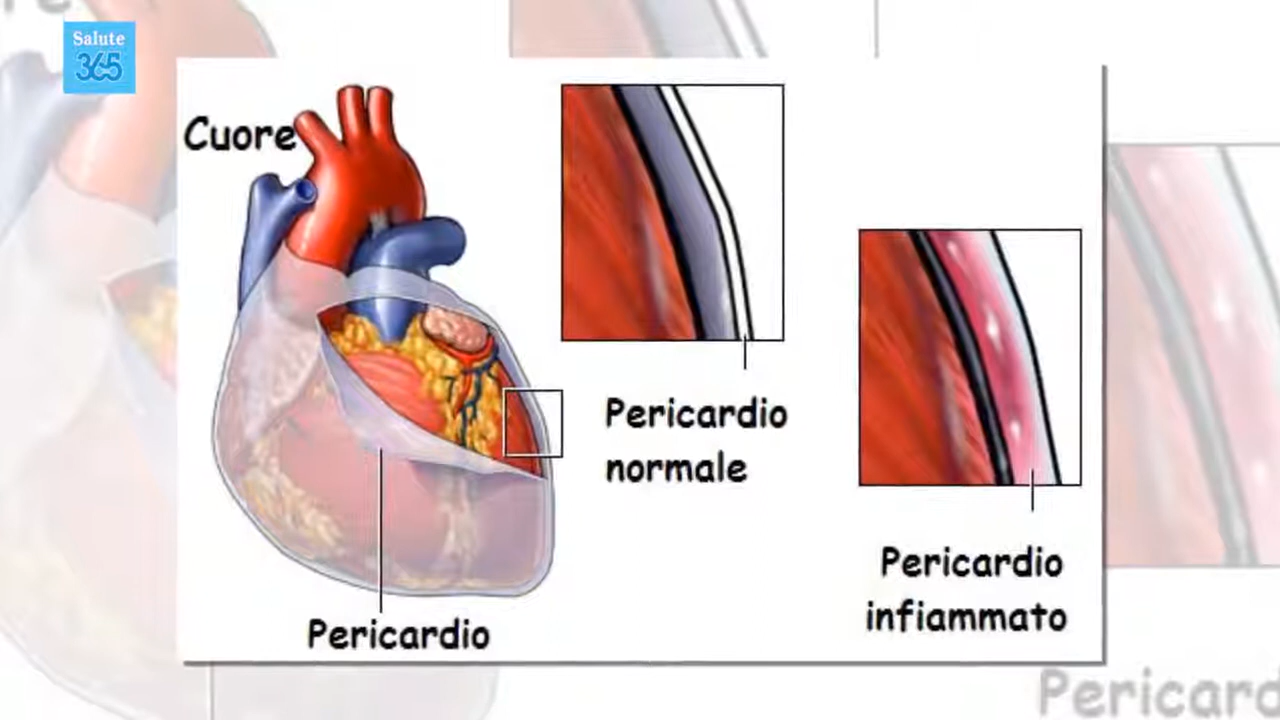 Salute
365
Cuore
Pericardio
normale
Pericardio
infiammato
Pericardio
Pericard